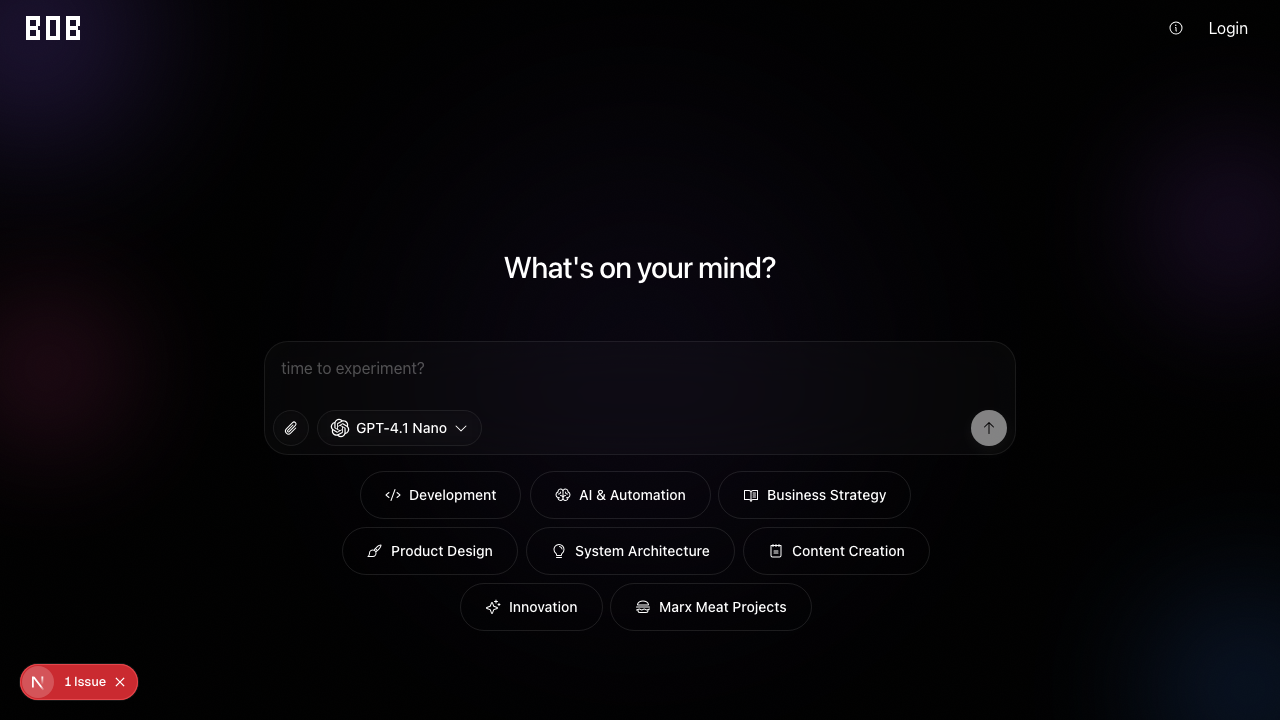 BOB
Login
What's on your mind?
time to experiment?
GPT-4.1 Nano
Development
AI & Automation
Business Strategy
Product Design
System Architecture
Content Creation
Innovation
Marx Meat Projects
N 1 Issue